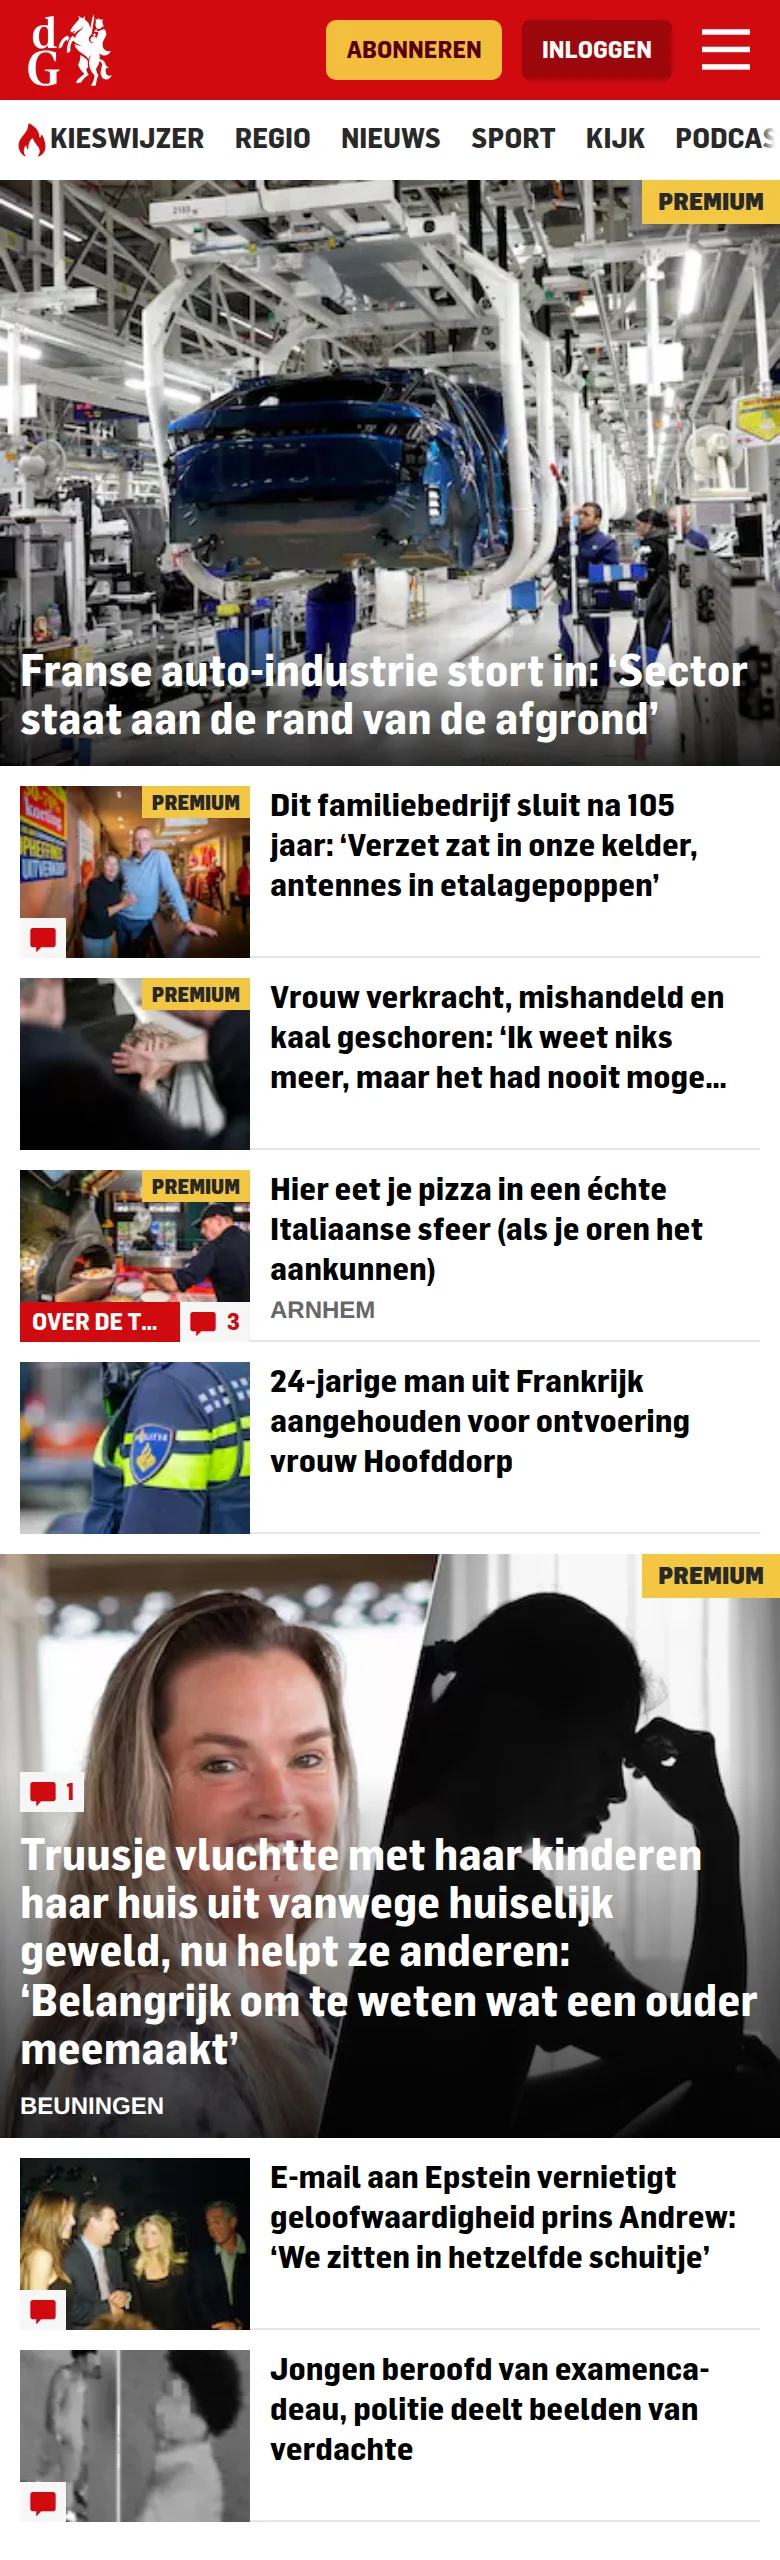 dG
ABONNEREN
INLOGGEN
KIESWIJZER REGIO NIEUWS SPORT KIJK PODCAS
PREMIUM
Franse auto-industrie stort in: ‘Sector
staat aan de rand van de afgrond’
PREMIUM
Dit familiebedrijf sluit na 105
jaar: ‘Verzet zat in onze kelder,
antennes in etalagepoppen’
PREMIUM
Vrouw verkracht, mishandeld en
kaal geschoren: ‘Ik weet niks
meer, maar het had nooit moge...
PREMIUM
Hier eet je pizza in een échte
Italiaanse sfeer (als je oren het
aankunnen)
ARNHEM
OVER DE T...
3
24-jarige man uit Frankrijk
aangehouden voor ontvoering
vrouw Hoofddorp
PREMIUM
1
Truusje vluchtte met haar kinderen
haar huis uit vanwege huiselijk
geweld, nu helpt ze anderen:
‘Belangrijk om te weten wat een ouder
meemaakt’
BEUNINGEN
E-mail aan Epstein vernietigt
geloofwaardigheid prins Andrew:
‘We zitten in hetzelfde schuitje’
Jongen beroofd van examenca-
deau, politie deelt beelden van
verdachte